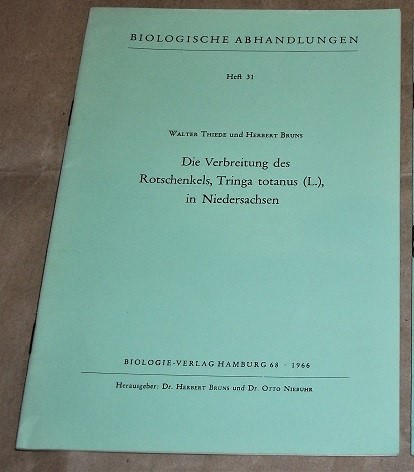 BIOLOGISCHE ABHANDLUNGEN
Heft 31
WALTER THIEDE und HERBERT BRUNS
Die Verbreitung des
Rotschenkels, Tringa totanus (L.),
in Niedersachsen
BIOLOGIE-VERLAG HAMBURG 68 · 1966
Herausgeber: Dr. HERBERT BRUNS und Dr. OTTO NIEBUHR